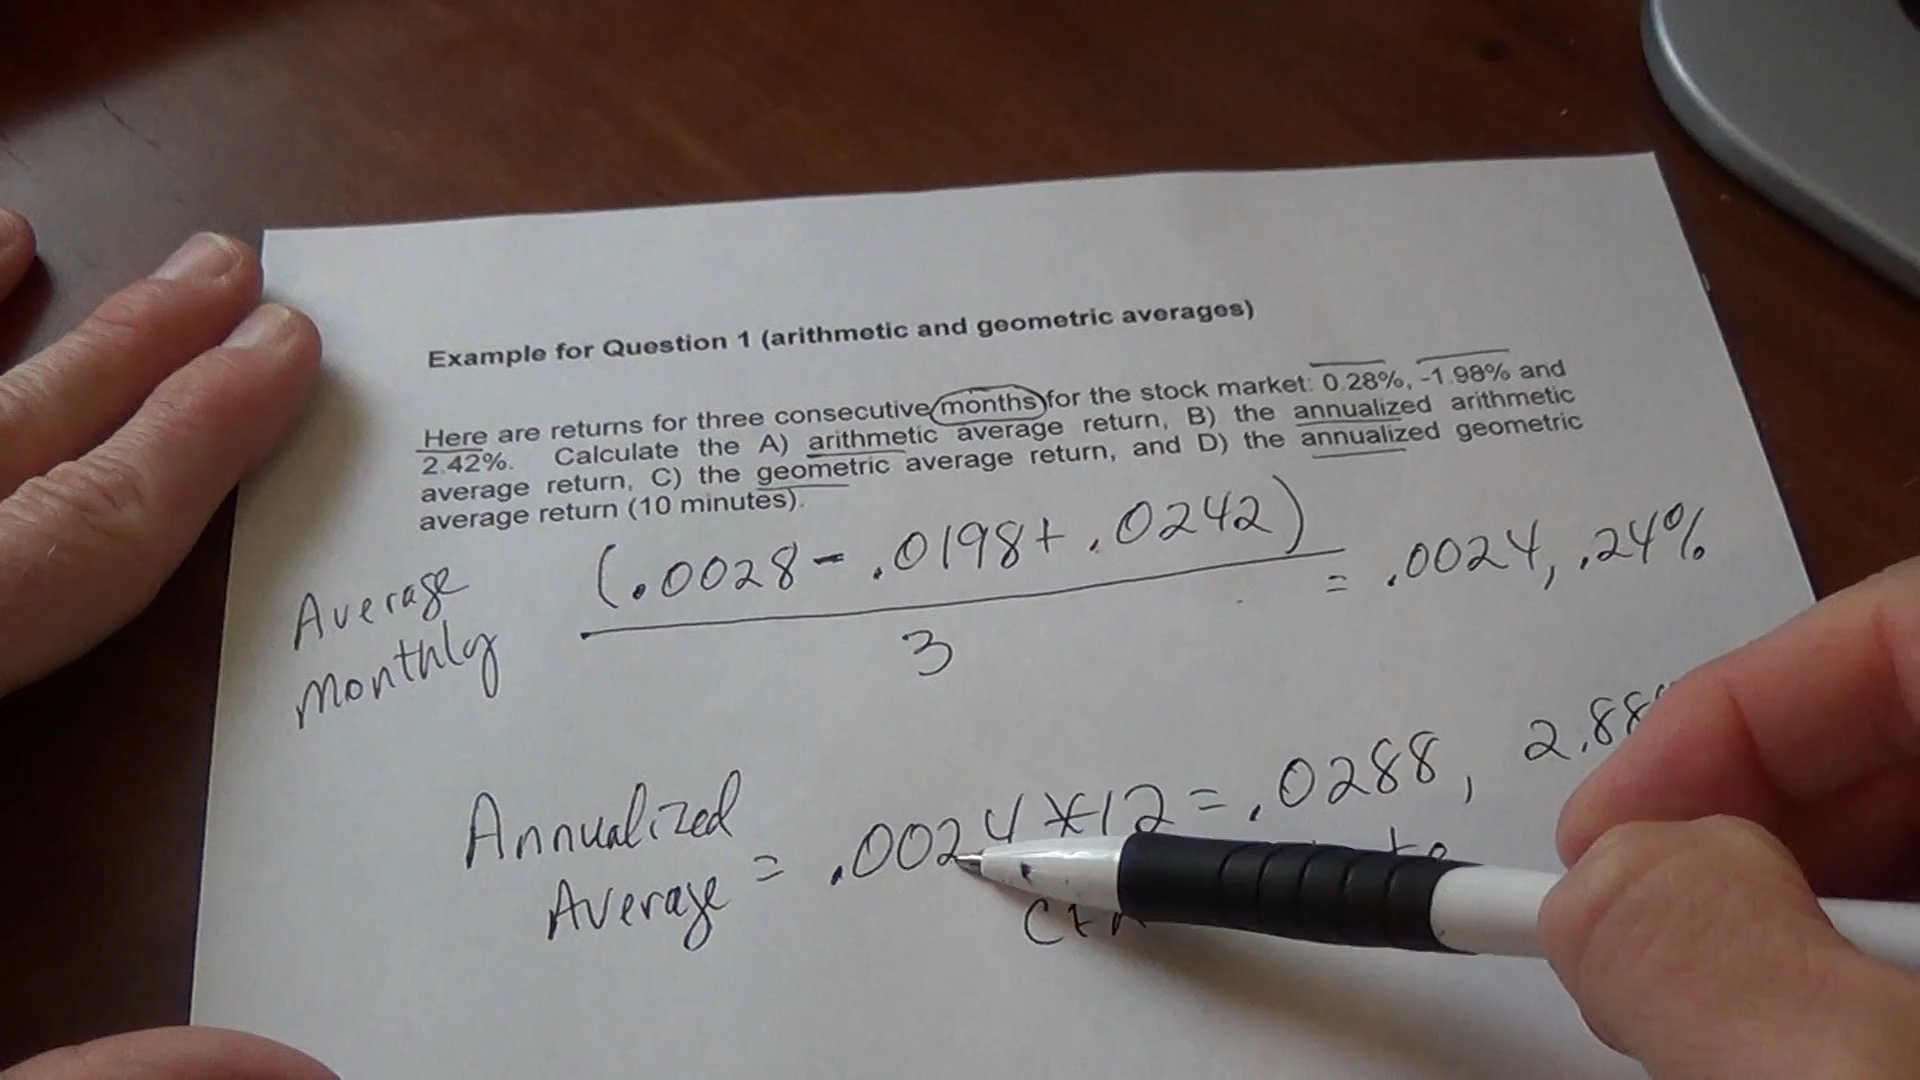 Example for Question 1 (arithmetic and geometric averages)
Here are returns for three consecutive months for the stock market: 0.28%, -1.98% and
2.42%. Calculate the A) arithmetic average return, B) the annualized arithmetic
average return, C) the geometric average return, and D) the annualized geometric
average return (10 minutes).
Average
monthly
(.0028 - .0198 + .0242)
3
= .0024, .24%
Annualized
Average = .0024 * 12 = .0288, 2.88